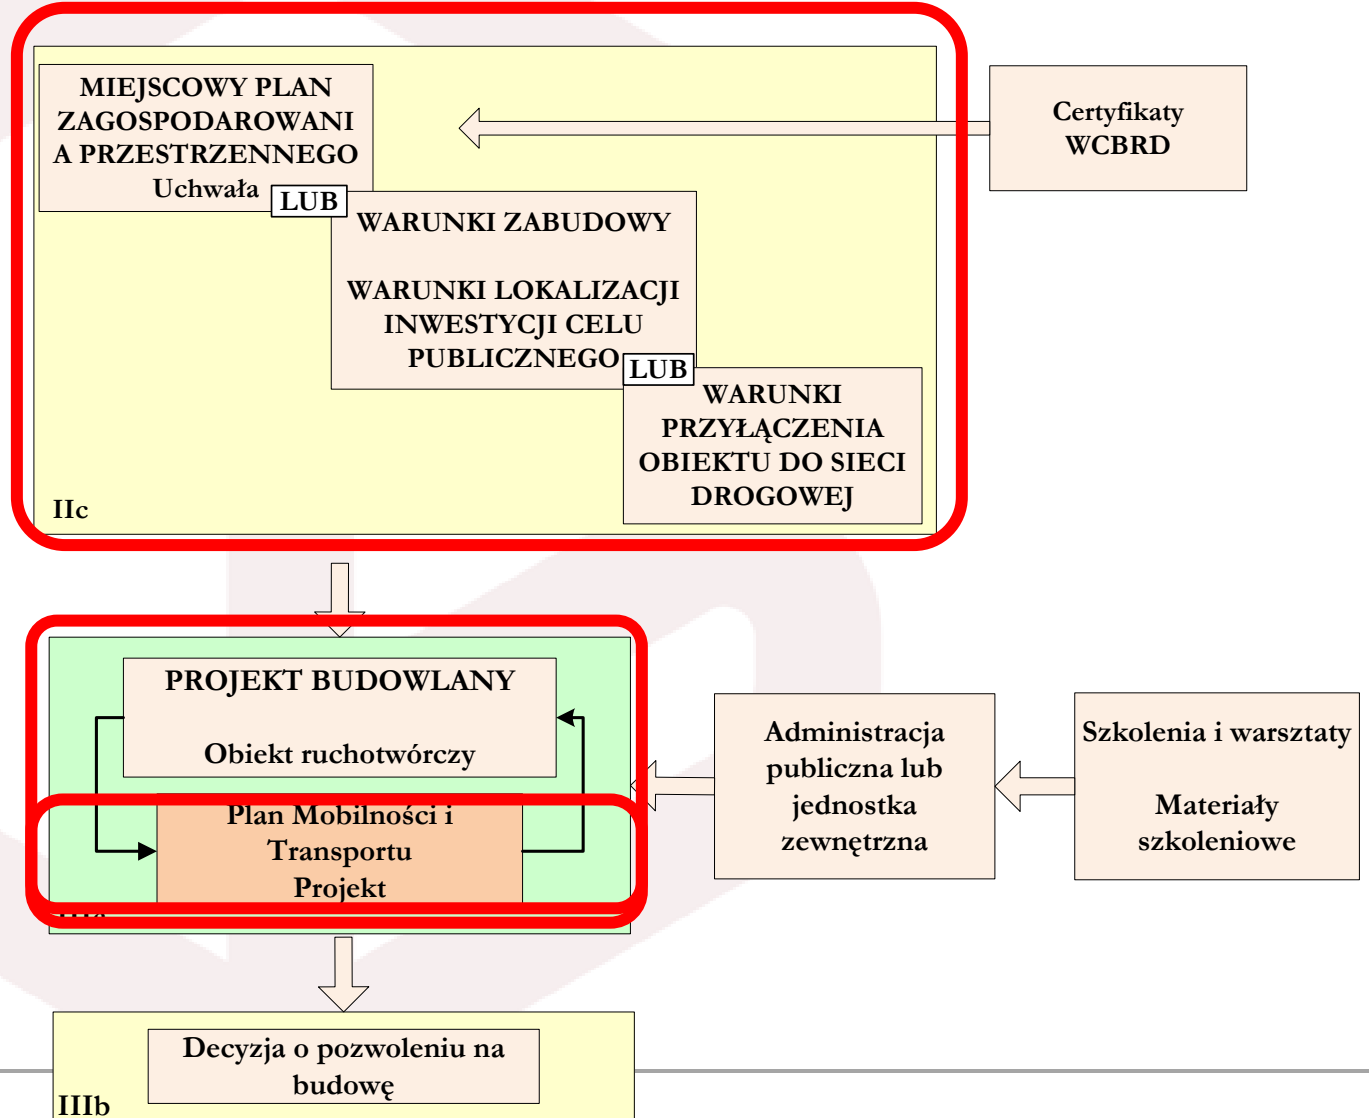 MIEJSCOWY PLAN
ZAGOSPODAROWANI
A PRZESTRZENNEGO
Uchwała
LUB
WARUNKI ZABUDOWY
WARUNKI LOKALIZACJI
INWESTYCJI CELU
PUBLICZNEGO
LUB
WARUNKI
PRZYŁĄCZENIA
OBIEKTU DO SIECI
DROGOWEJ
IIc
Certyfikaty
WCBRD
PROJEKT BUDOWLANY
Obiekt ruchotwórczy
Plan Mobilności i
Transportu
Projekt
Administracja
publiczna lub
jednostka
zewnętrzna
Szkolenia i warsztaty
Materiały
szkoleniowe
Decyzja o pozwoleniu na
budowę
IIIb